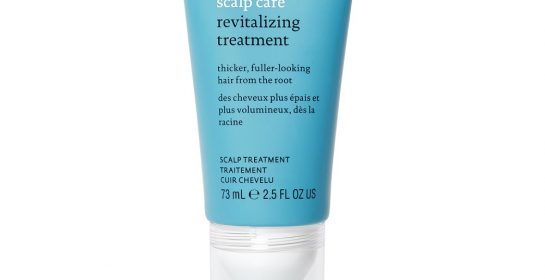 scalp care
revitalizing
treatment
thicker, fuller-looking
hair from the root
des cheveux plus épais et
plus volumineux, dès la
racine
SCALP TREATMENT
TRAITEMENT
CUIR CHEVELU
73 mL ℮ 2.5 FL OZ US